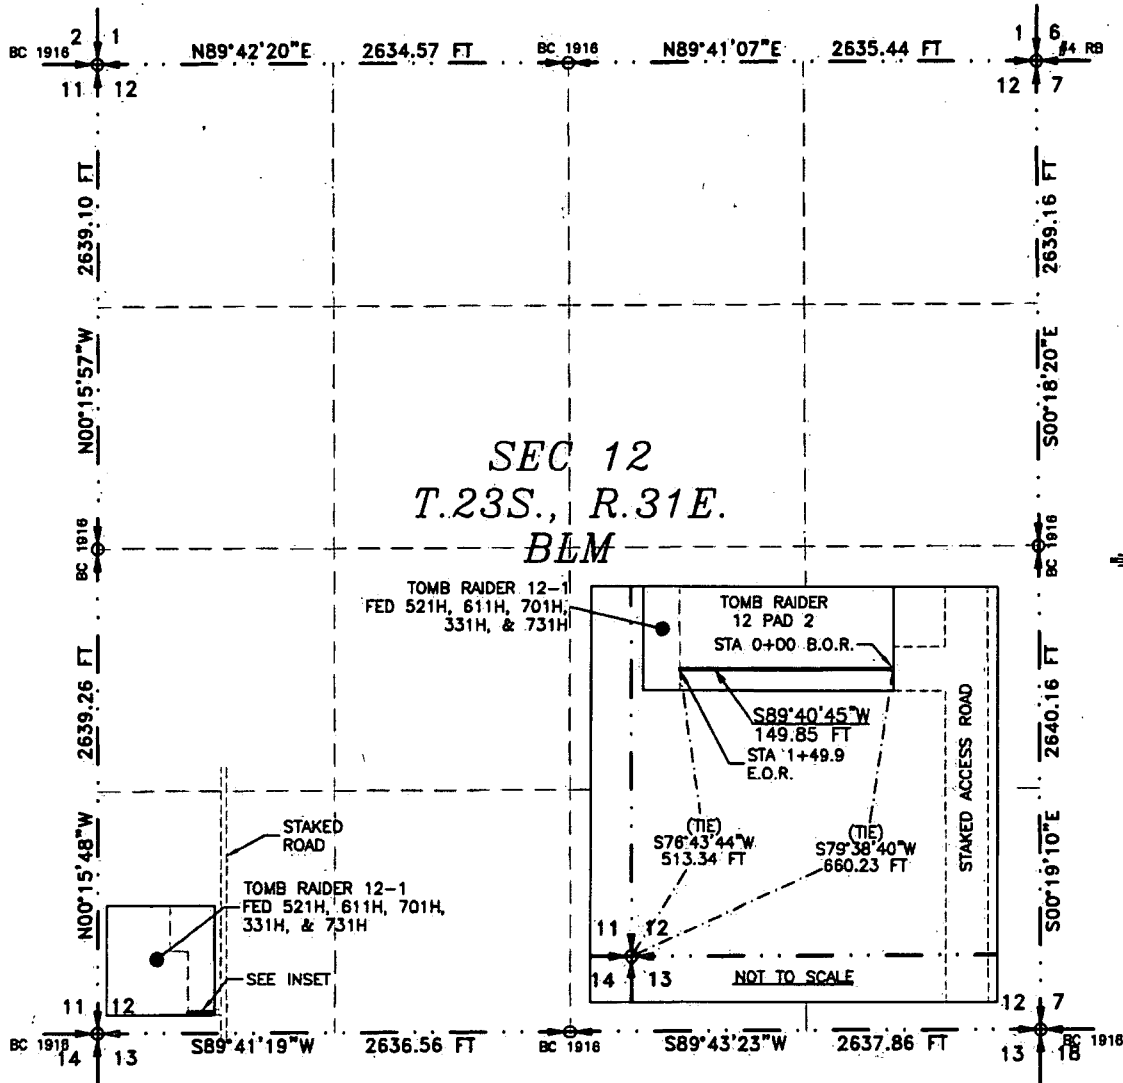 2 1
BC 1916
N89°42'20"E 2634.57 FT
BC 1916
N89°41'07"E 2635.44 FT
1 6
#4 RB
11 12
12 7
2639.10 FT
2639.16 FT
N00°15'57"W
S00°18'20"E
SEC 12
T.23S., R.31E.
BLM
BC 1916
BC 1916
TOMB RAIDER 12-1
FED 521H, 611H, 701H,
331H, & 731H
TOMB RAIDER
12 PAD 2
STA 0+00 B.O.R.
S89°40'45"W
149.85 FT
STA 1+49.9
E.O.R.
STAKED ACCESS ROAD
(TIE)
S76°43'44"W
513.34 FT
(TIE)
S79°38'40"W
660.23 FT
11 12
14 13
NOT TO SCALE
2639.26 FT
2640.16 FT
N00°15'48"W
S00°19'10"E
STAKED
ROAD
TOMB RAIDER 12-1
FED 521H, 611H, 701H,
331H, & 731H
SEE INSET
11 12
12 7
BC 1916
14 13
S89°41'19"W 2636.56 FT
BC 1916
S89°43'23"W 2637.86 FT
13 18
BC 1916